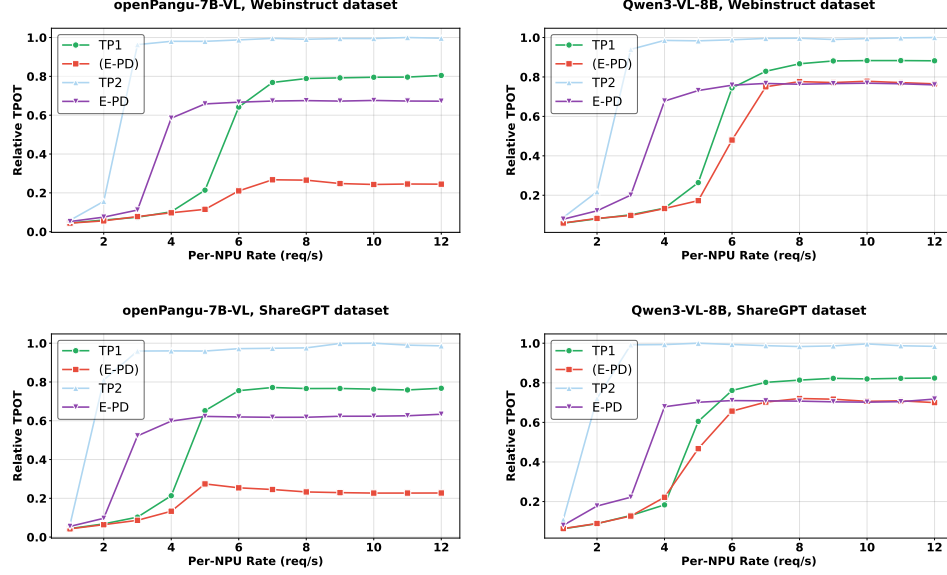 openPangu-7B-VL, Webinstruct dataset
1.0
0.8
0.6
0.4
0.2
0.0
Relative TPOT
TP1
(E-PD)
TP2
E-PD
2 4 6 8 10 12
Per-NPU Rate (req/s)
Qwen3-VL-8B, Webinstruct dataset
1.0
0.8
0.6
0.4
0.2
Relative TPOT
TP1
(E-PD)
TP2
E-PD
2 4 6 8 10 12
Per-NPU Rate (req/s)
openPangu-7B-VL, ShareGPT dataset
1.0
0.8
0.6
0.4
0.2
0.0
Relative TPOT
TP1
(E-PD)
TP2
E-PD
2 4 6 8 10 12
Per-NPU Rate (req/s)
Qwen3-VL-8B, ShareGPT dataset
1.0
0.8
0.6
0.4
0.2
Relative TPOT
TP1
(E-PD)
TP2
E-PD
2 4 6 8 10 12
Per-NPU Rate (req/s)